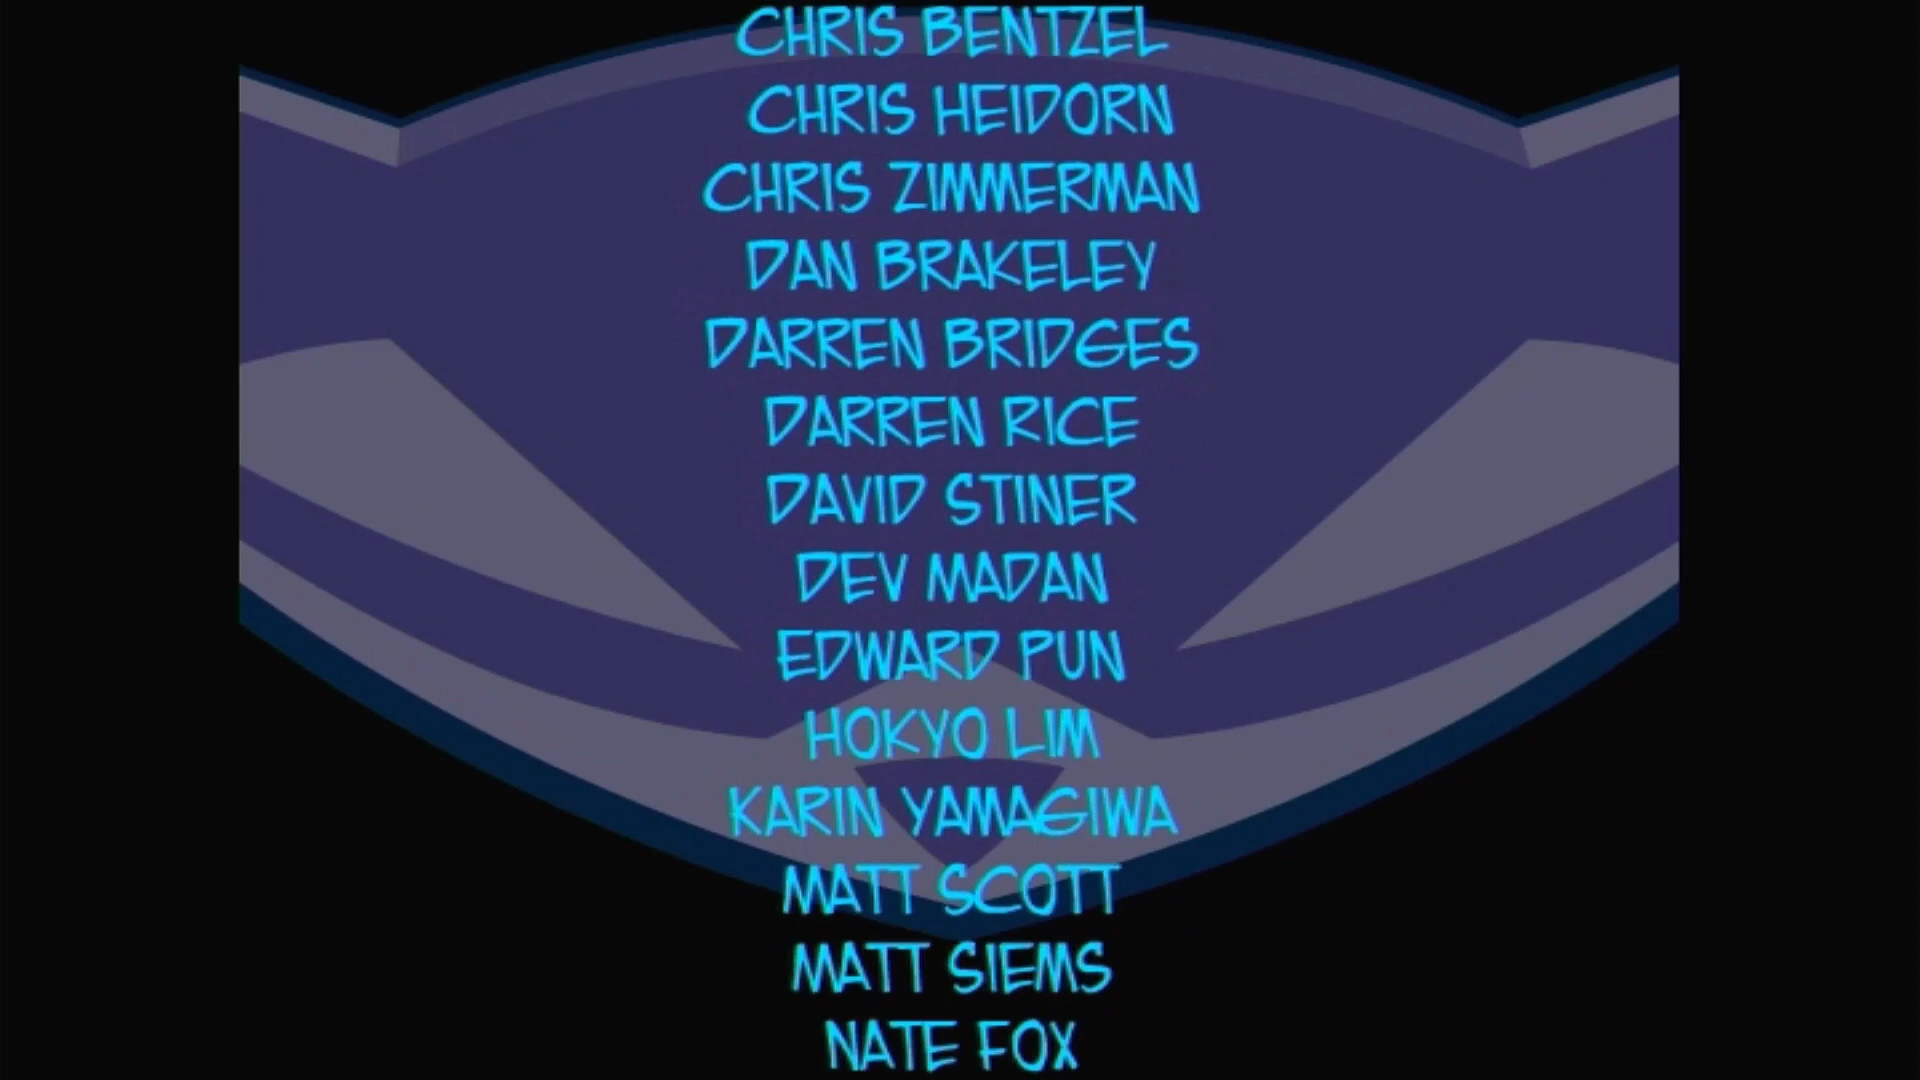 CHRIS BENTZEL
CHRIS HEIDORN
CHRIS ZIMMERMAN
DAN BRAKELEY
DARREN BRIDGES
DARREN RICE
DAVID STINER
DEV MADAN
EDWARD PUN
HOKYO LIM
KARIN YAMAGIWA
MATT SCOTT
MATT SIEMS
NATE FOX